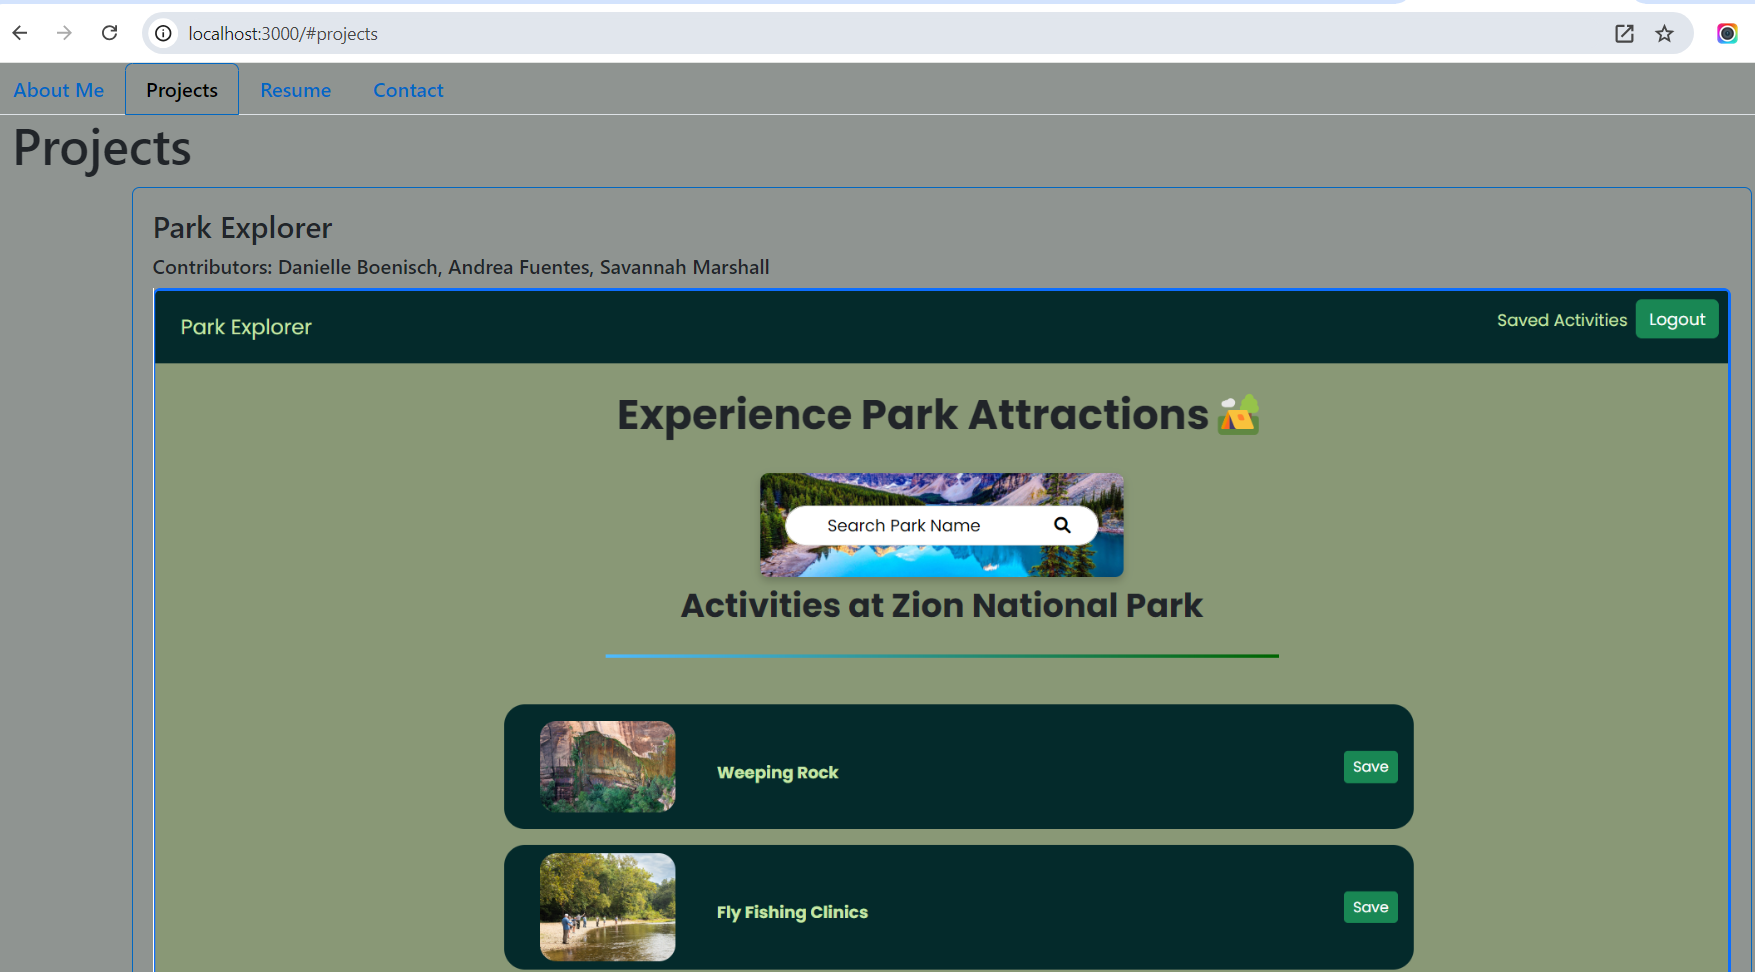 localhost:3000/#projects
About Me Projects Resume Contact
Projects
Park Explorer
Contributors: Danielle Boenisch, Andrea Fuentes, Savannah Marshall
Park Explorer Saved Activities Logout
Experience Park Attractions
Search Park Name
Activities at Zion National Park
Weeping Rock Save
Fly Fishing Clinics Save